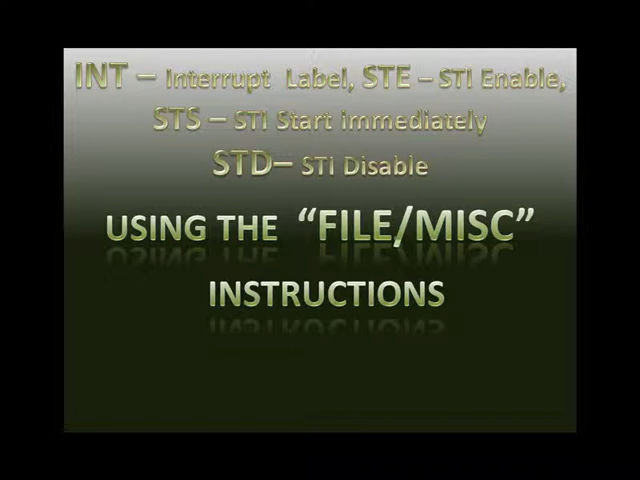 INT – Interrupt Label, STE – STI Enable,
STS – STI Start immediately
STD– STI Disable
USING THE “FILE/MISC”
INSTRUCTIONS